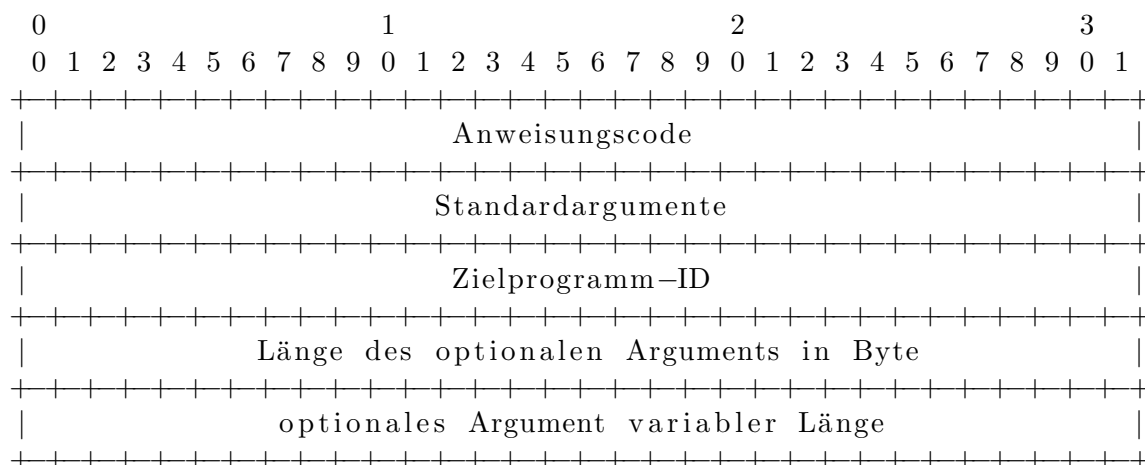 0 1 2 3
0 1 2 3 4 5 6 7 8 9 0 1 2 3 4 5 6 7 8 9 0 1 2 3 4 5 6 7 8 9 0 1
+-+-+-+-+-+-+-+-+-+-+-+-+-+-+-+-+-+-+-+-+-+-+-+-+-+-+-+-+-+-+-+-+
| Anweisungscode |
+-+-+-+-+-+-+-+-+-+-+-+-+-+-+-+-+-+-+-+-+-+-+-+-+-+-+-+-+-+-+-+-+
| Standardargumente |
+-+-+-+-+-+-+-+-+-+-+-+-+-+-+-+-+-+-+-+-+-+-+-+-+-+-+-+-+-+-+-+-+
| Zielprogramm-ID |
+-+-+-+-+-+-+-+-+-+-+-+-+-+-+-+-+-+-+-+-+-+-+-+-+-+-+-+-+-+-+-+-+
| Länge des optionalen Arguments in Byte |
+-+-+-+-+-+-+-+-+-+-+-+-+-+-+-+-+-+-+-+-+-+-+-+-+-+-+-+-+-+-+-+-+
| optionales Argument variabler Länge |
+-+-+-+-+-+-+-+-+-+-+-+-+-+-+-+-+-+-+-+-+-+-+-+-+-+-+-+-+-+-+-+-+